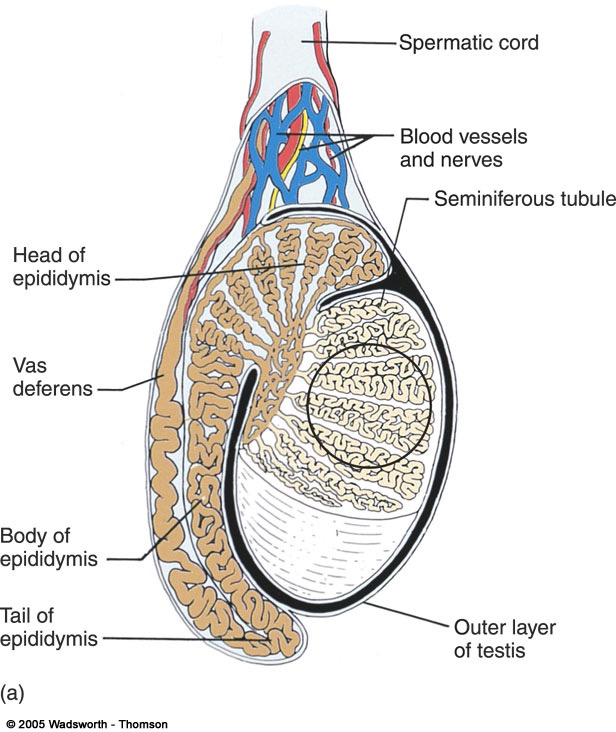 Spermatic cord
Blood vessels
and nerves
Seminiferous tubule
Head of
epididymis
Vas
deferens
Body of
epididymis
Tail of
epididymis
Outer layer
of testis
(a)
© 2005 Wadsworth - Thomson